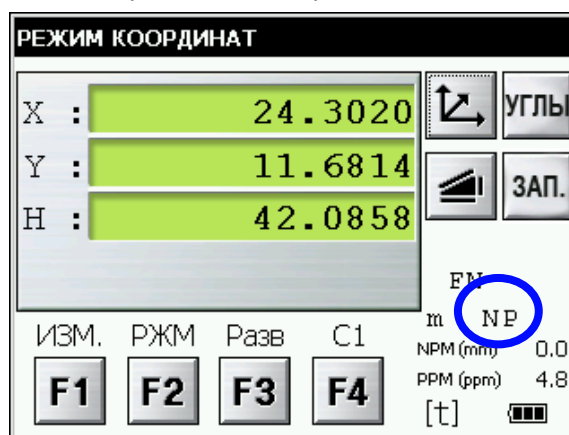 РЕЖИМ КООРДИНАТ
X : 24.3020
УГЛЫ
Y : 11.6814
ЗАП.
H : 42.0858
FN
m NP
ИЗМ. РЖМ Разв С1
NPM (mm) 0.0
F1 F2 F3 F4
PPM (ppm) 4.8
[t]